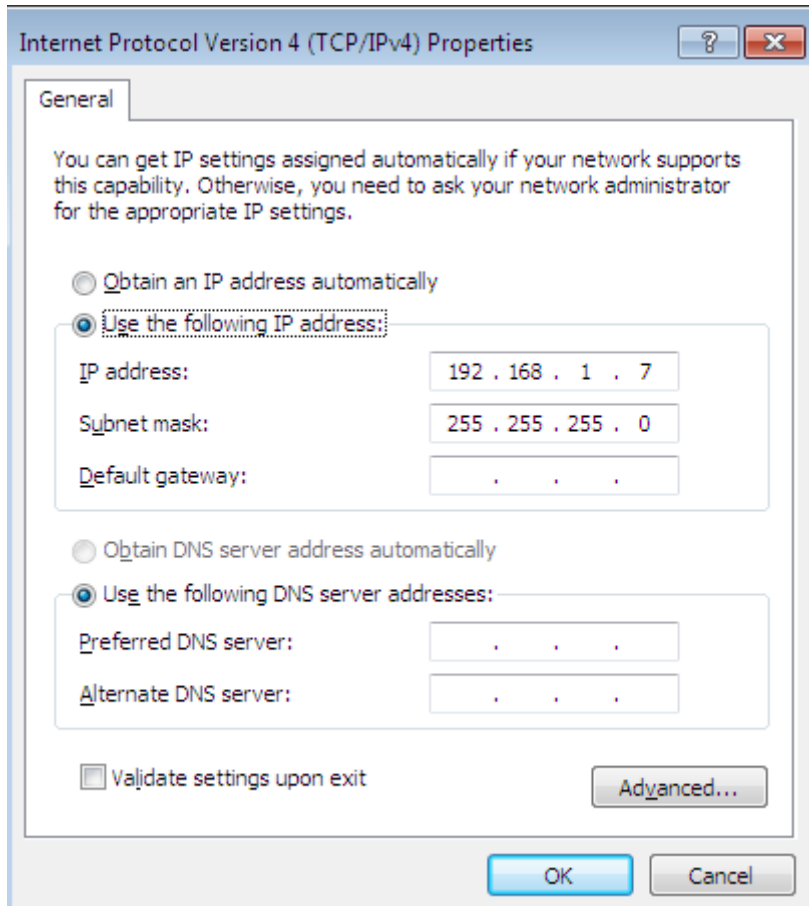 Internet Protocol Version 4 (TCP/IPv4) Properties
General
You can get IP settings assigned automatically if your network supports
this capability. Otherwise, you need to ask your network administrator
for the appropriate IP settings.
Obtain an IP address automatically
Use the following IP address:
IP address: 192 . 168 . 1 . 7
Subnet mask: 255 . 255 . 255 . 0
Default gateway: . . .
Obtain DNS server address automatically
Use the following DNS server addresses:
Preferred DNS server: . . .
Alternate DNS server: . . .
Validate settings upon exit
Advanced...
OK Cancel